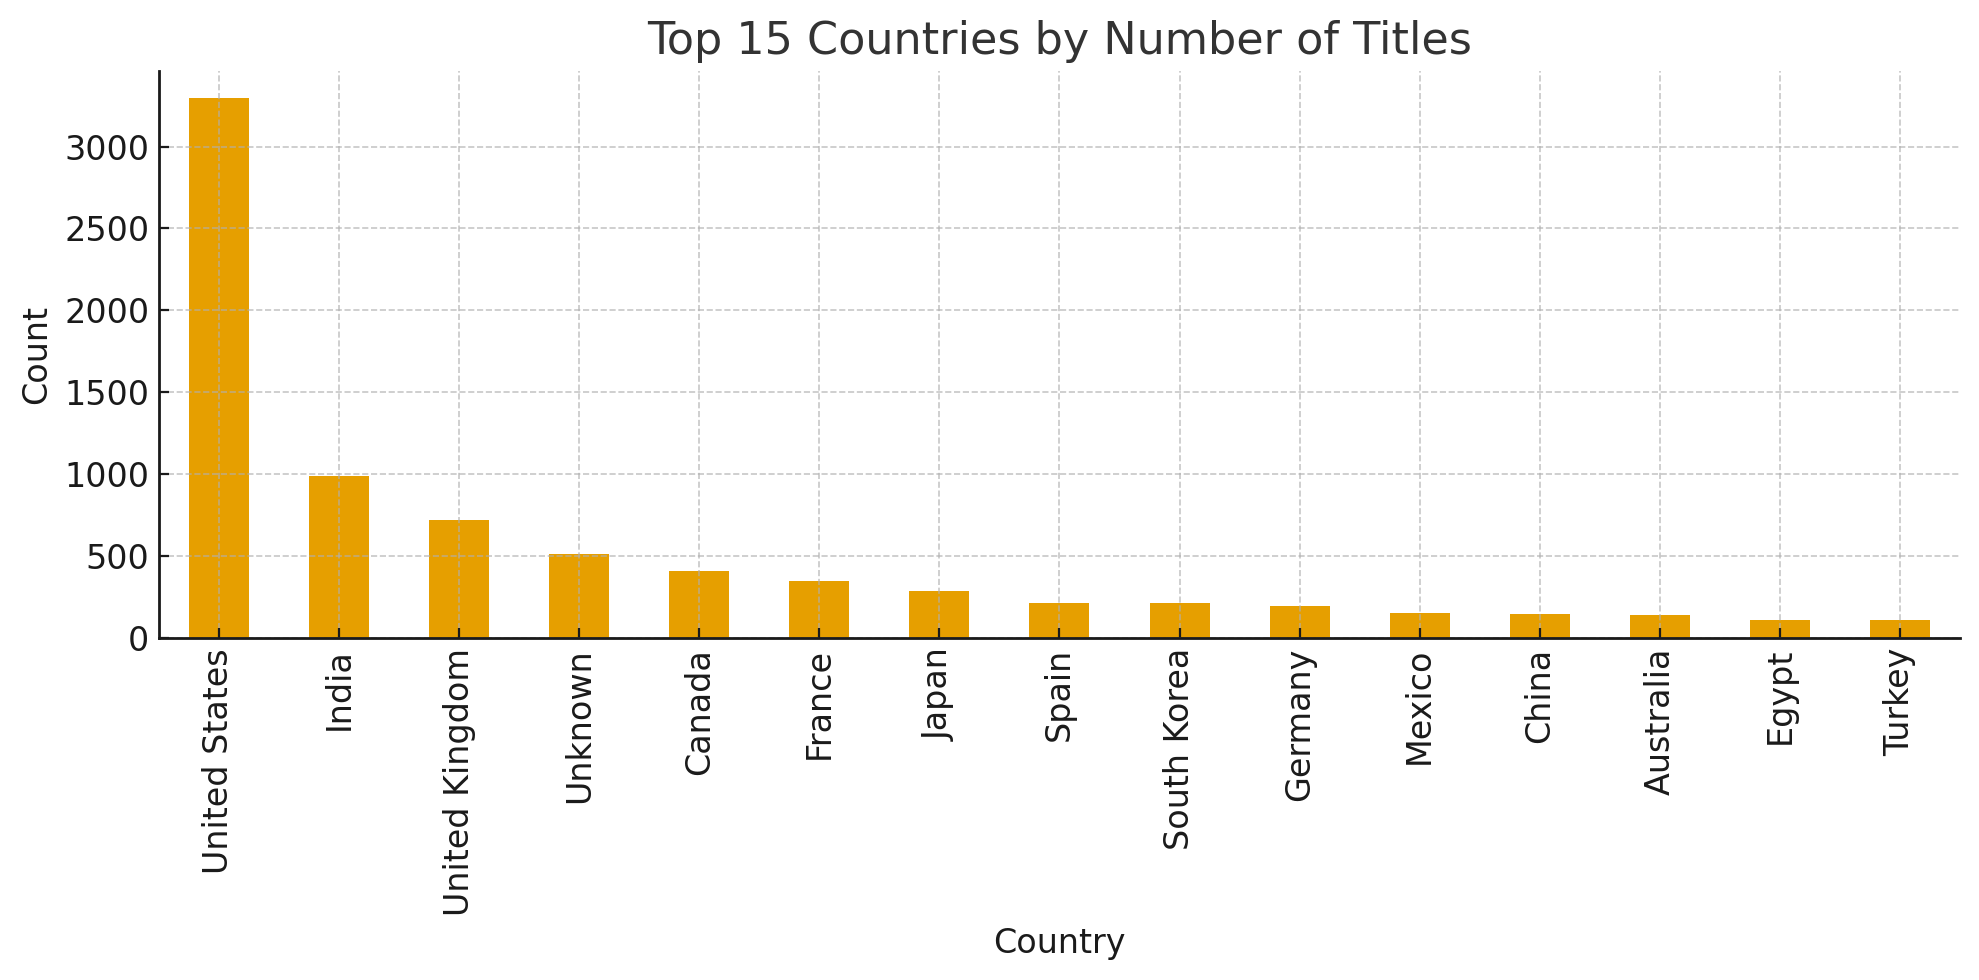 Top 15 Countries by Number of Titles
Count
3000
2500
2000
1500
1000
500
0
United States
India
United Kingdom
Unknown
Canada
France
Japan
Spain
South Korea
Germany
Mexico
China
Australia
Egypt
Turkey
Country